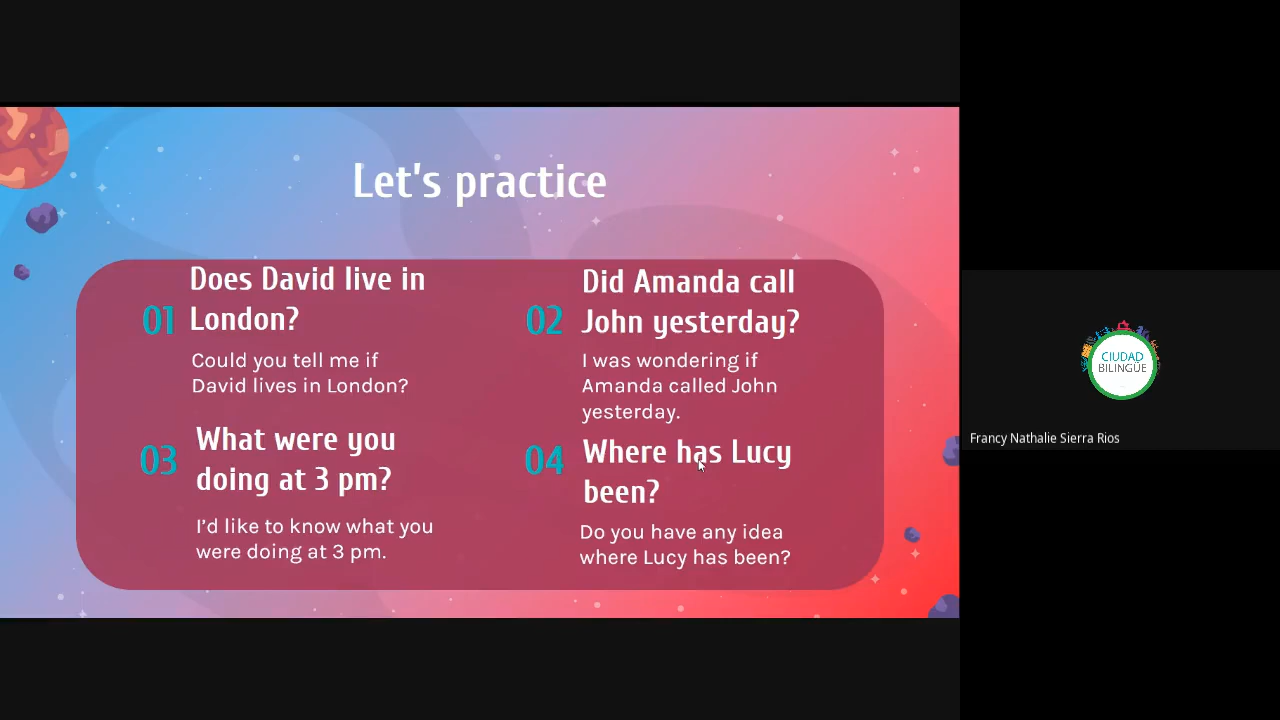 Let's practice
01
Does David live in
London?
Could you tell me if
David lives in London?
02
Did Amanda call
John yesterday?
I was wondering if
Amanda called John
yesterday.
03
What were you
doing at 3 pm?
I'd like to know what you
were doing at 3 pm.
04
Where has Lucy
been?
Do you have any idea
where Lucy has been?
CIUDAD
BILINGÜE
Francy Nathalie Sierra Rios